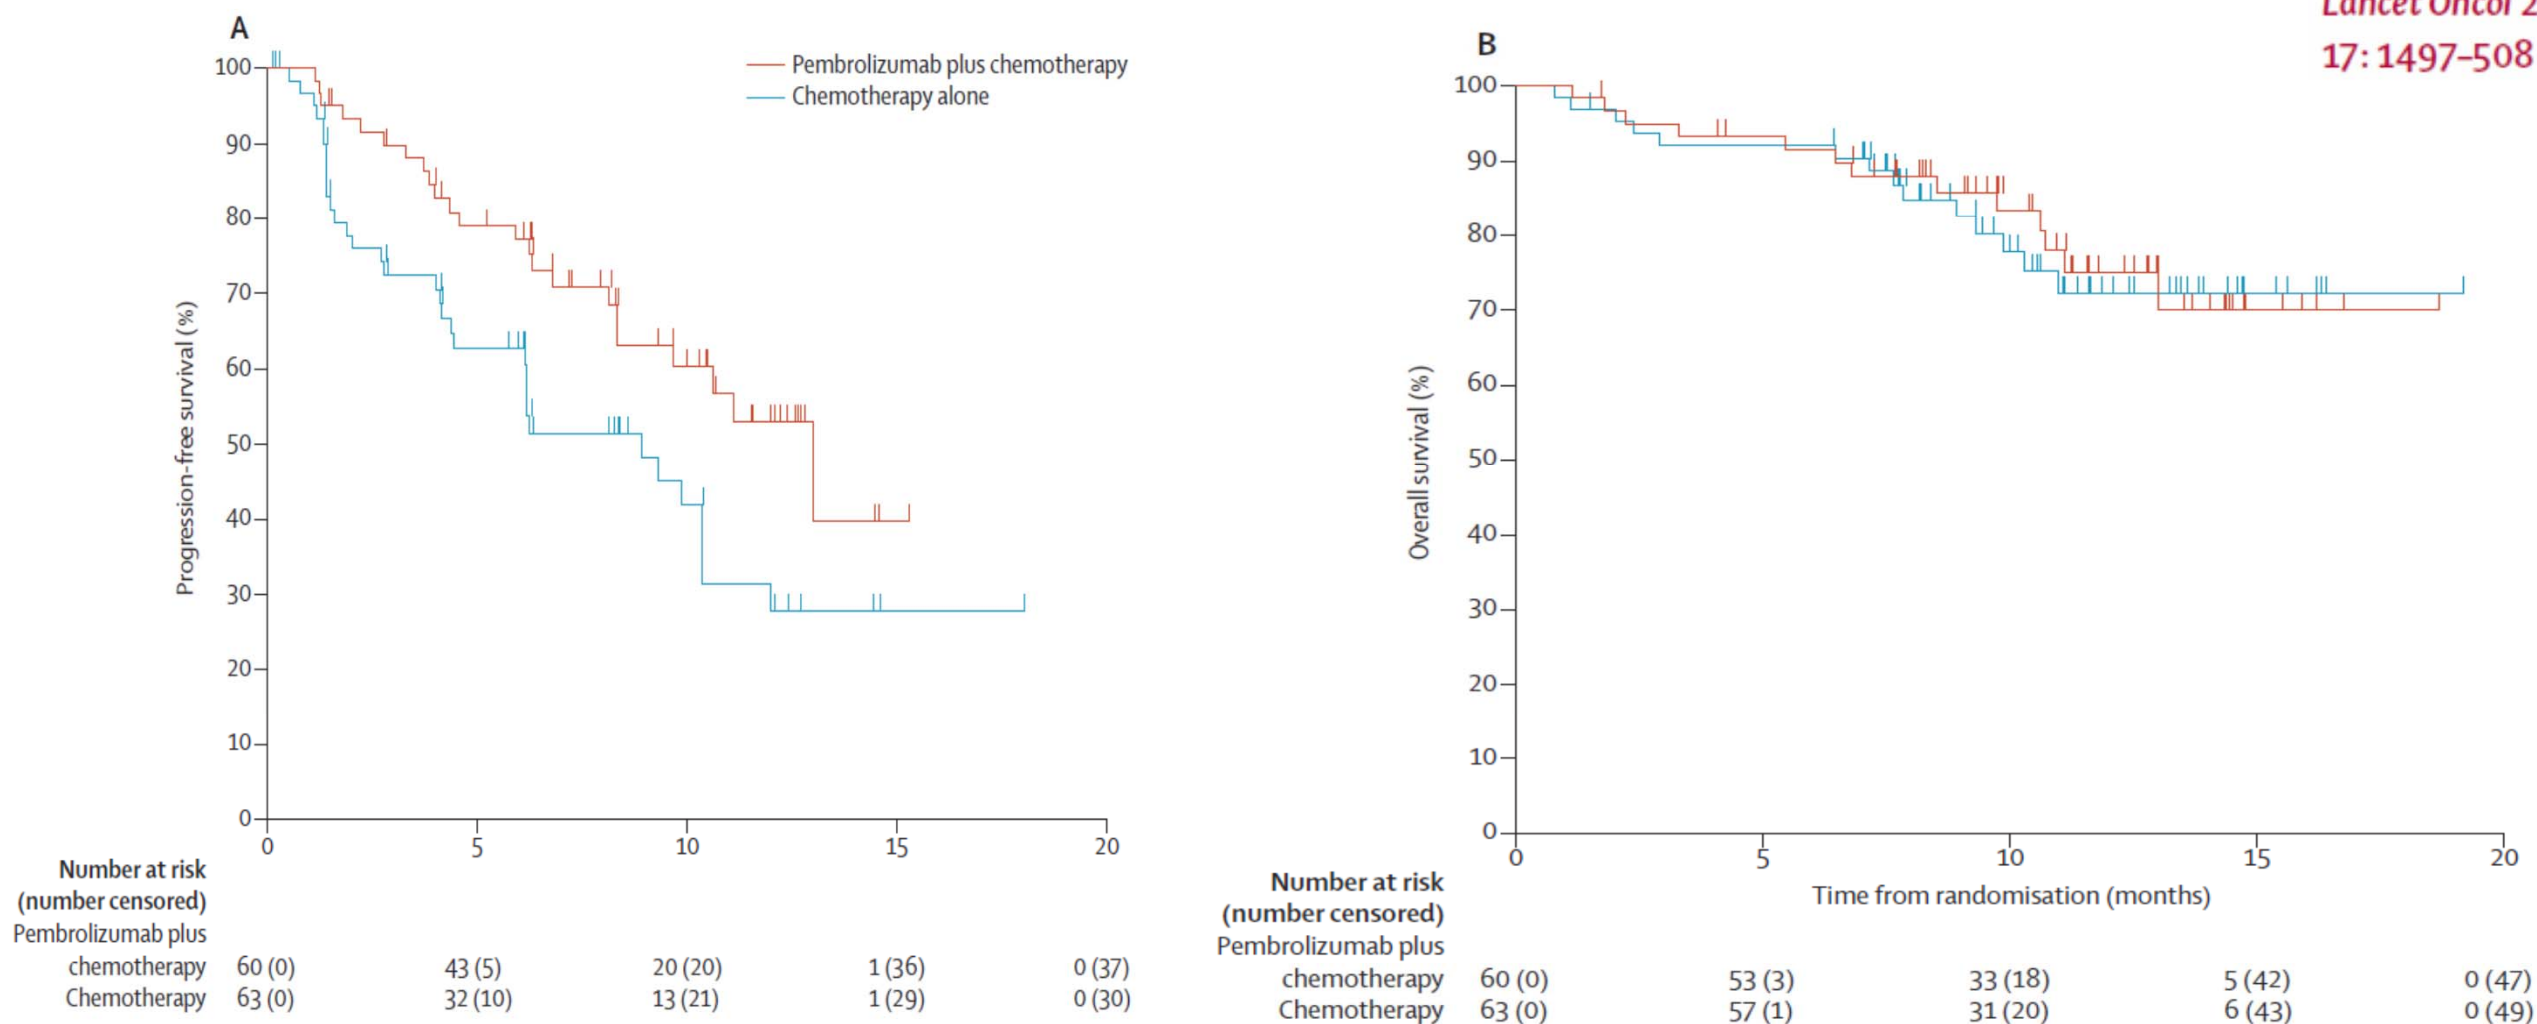 A
Pembrolizumab plus chemotherapy
Chemotherapy alone
100
90
80
70
60
50
40
30
20
10
0
Progression-free survival (%)
0 5 10 15 20
Number at risk
(number censored)
Pembrolizumab plus
chemotherapy 60 (0) 43 (5) 20 (20) 1 (36) 0 (37)
Chemotherapy 63 (0) 32 (10) 13 (21) 1 (29) 0 (30)
Lancet Oncol 2
17: 1497–508
B
100
90
80
70
60
50
40
30
20
10
0
Overall survival (%)
0 5 10 15 20
Time from randomisation (months)
Number at risk
(number censored)
Pembrolizumab plus
chemotherapy 60 (0) 53 (3) 33 (18) 5 (42) 0 (47)
Chemotherapy 63 (0) 57 (1) 31 (20) 6 (43) 0 (49)